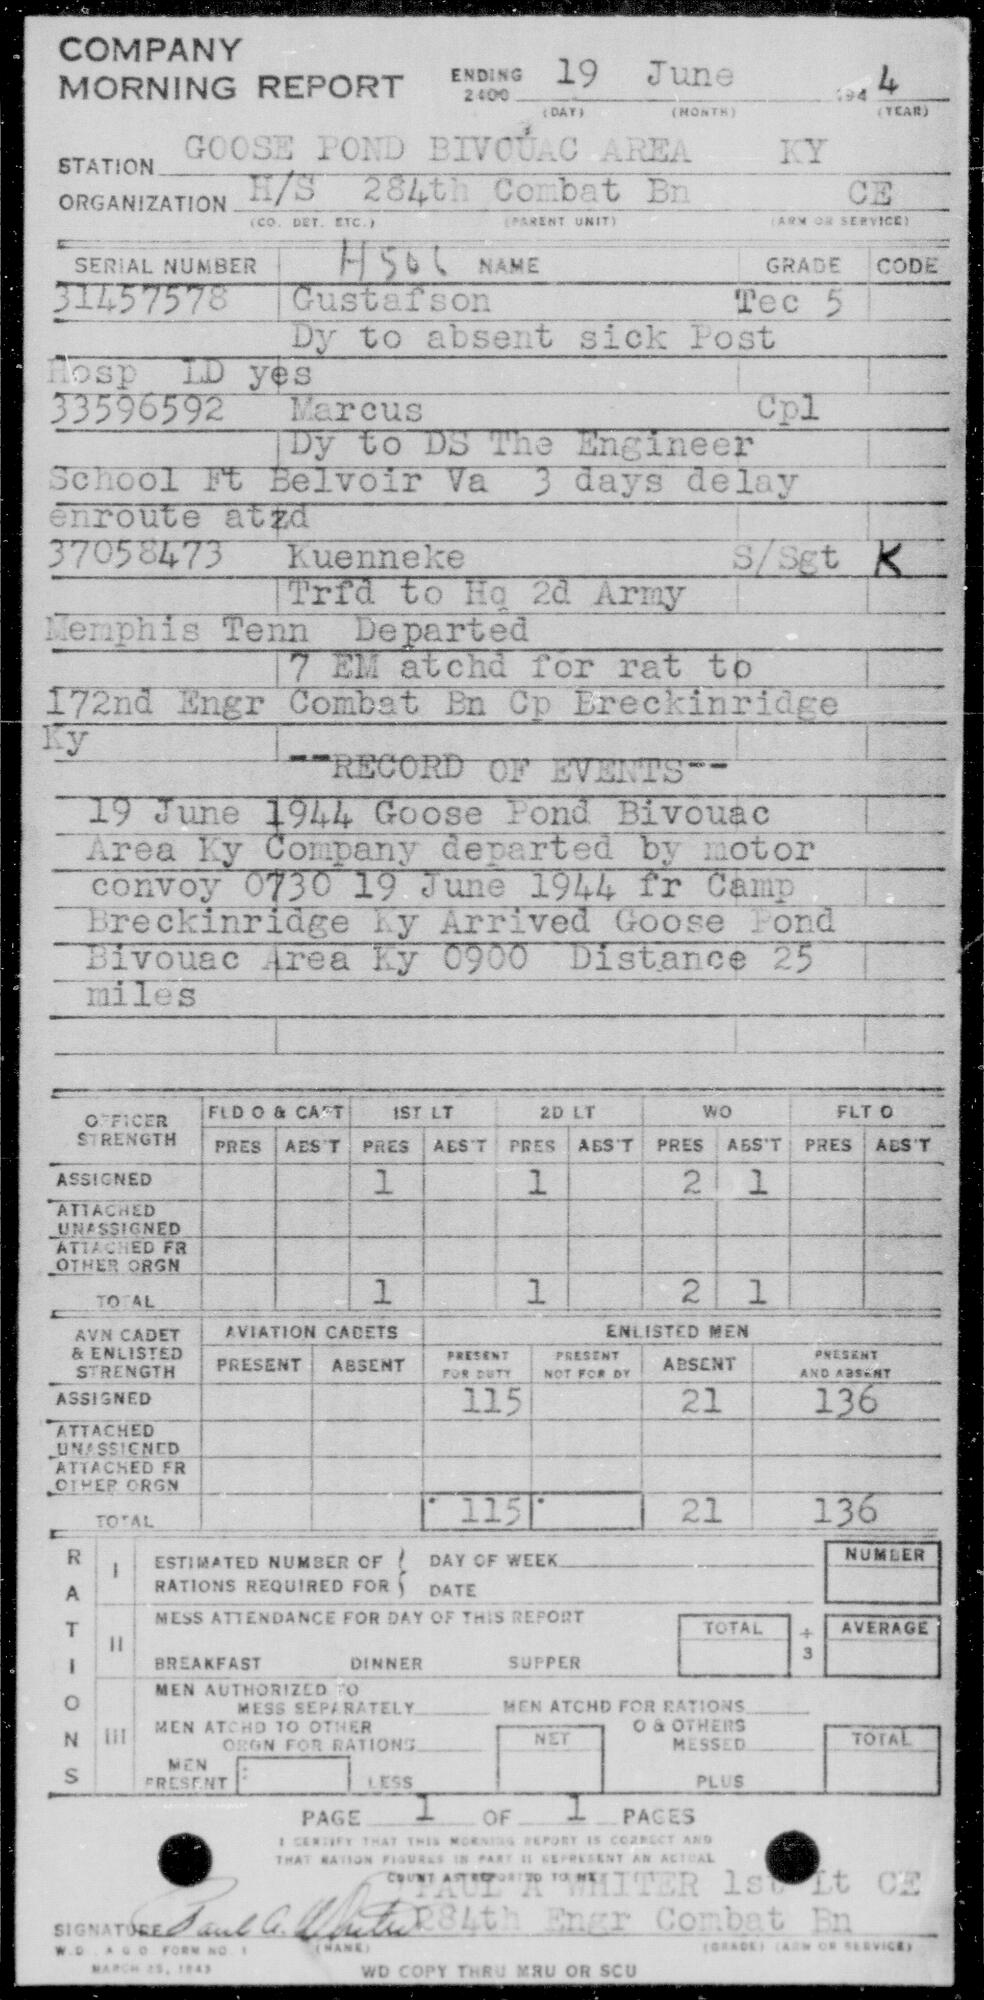 COMPANY
MORNING REPORT ENDING 2400 19 June 194 4
(DAY) (MONTH) (YEAR)
STATION GOOSE POND BIVOUAC AREA KY
ORGANIZATION H/S 284th Combat Bn CE
(CO. DET. ETC.) (PARENT UNIT) (ARM OR SERVICE)
SERIAL NUMBER NAME GRADE CODE
31457578 Gustafson Tec 5
Dy to absent sick Post
Hosp LD yes
33596592 Marcus Cpl
Dy to DS The Engineer
School Ft Belvoir Va 3 days delay
enroute atzd
37058473 Kuenneke S/Sgt K
Trfd to Hq 2d Army
Memphis Tenn Departed
7 EM atchd for rat to
172nd Engr Combat Bn Cp Breckinridge
Ky
--RECORD OF EVENTS--
19 June 1944 Goose Pond Bivouac
Area Ky Company departed by motor
convoy 0730 19 June 1944 fr Camp
Breckinridge Ky Arrived Goose Pond
Bivouac Area Ky 0900 Distance 25
miles
OFFICER STRENGTH FLD O & CAPT 1ST LT 2D LT WO FLT O
PRES ABS'T PRES ABS'T PRES ABS'T PRES ABS'T PRES ABS'T
ASSIGNED 1 1 2 1
ATTACHED
UNASSIGNED
ATTACHED FR
OTHER ORGN
TOTAL 1 1 2 1
AVN CADET & ENLISTED STRENGTH AVIATION CADETS ENLISTED MEN
PRESENT ABSENT PRESENT FOR DUTY PRESENT NOT FOR DY ABSENT PRESENT AND ABSENT
ASSIGNED 115 21 136
ATTACHED
UNASSIGNED
ATTACHED FR
OTHER ORGN
TOTAL 115 21 136
RATIONS
I ESTIMATED NUMBER OF DAY OF WEEK NUMBER
RATIONS REQUIRED FOR DATE
II MESS ATTENDANCE FOR DAY OF THIS REPORT TOTAL ÷ 3 AVERAGE
BREAKFAST DINNER SUPPER
III MEN AUTHORIZED TO
MESS SEPARATELY MEN ATCHD FOR RATIONS
MEN ATCHD TO OTHER
ORGN FOR RATIONS NET O & OTHERS MESSED TOTAL
MEN PRESENT LESS PLUS
PAGE 1 OF 1 PAGES
I CERTIFY THAT THIS MORNING REPORT IS CORRECT AND
THAT RATION FIGURES IN PART II REPRESENT AN ACTUAL
COUNT AS REPORTED TO ME
PAUL A WHITER 1st Lt CE
SIGNATURE Paul A. Whiter 284th Engr Combat Bn
(NAME) (GRADE) (ARM OR SERVICE)
W.D., A.G.O. FORM NO. 1
MARCH 25, 1943
WD COPY THRU MRU OR SCU